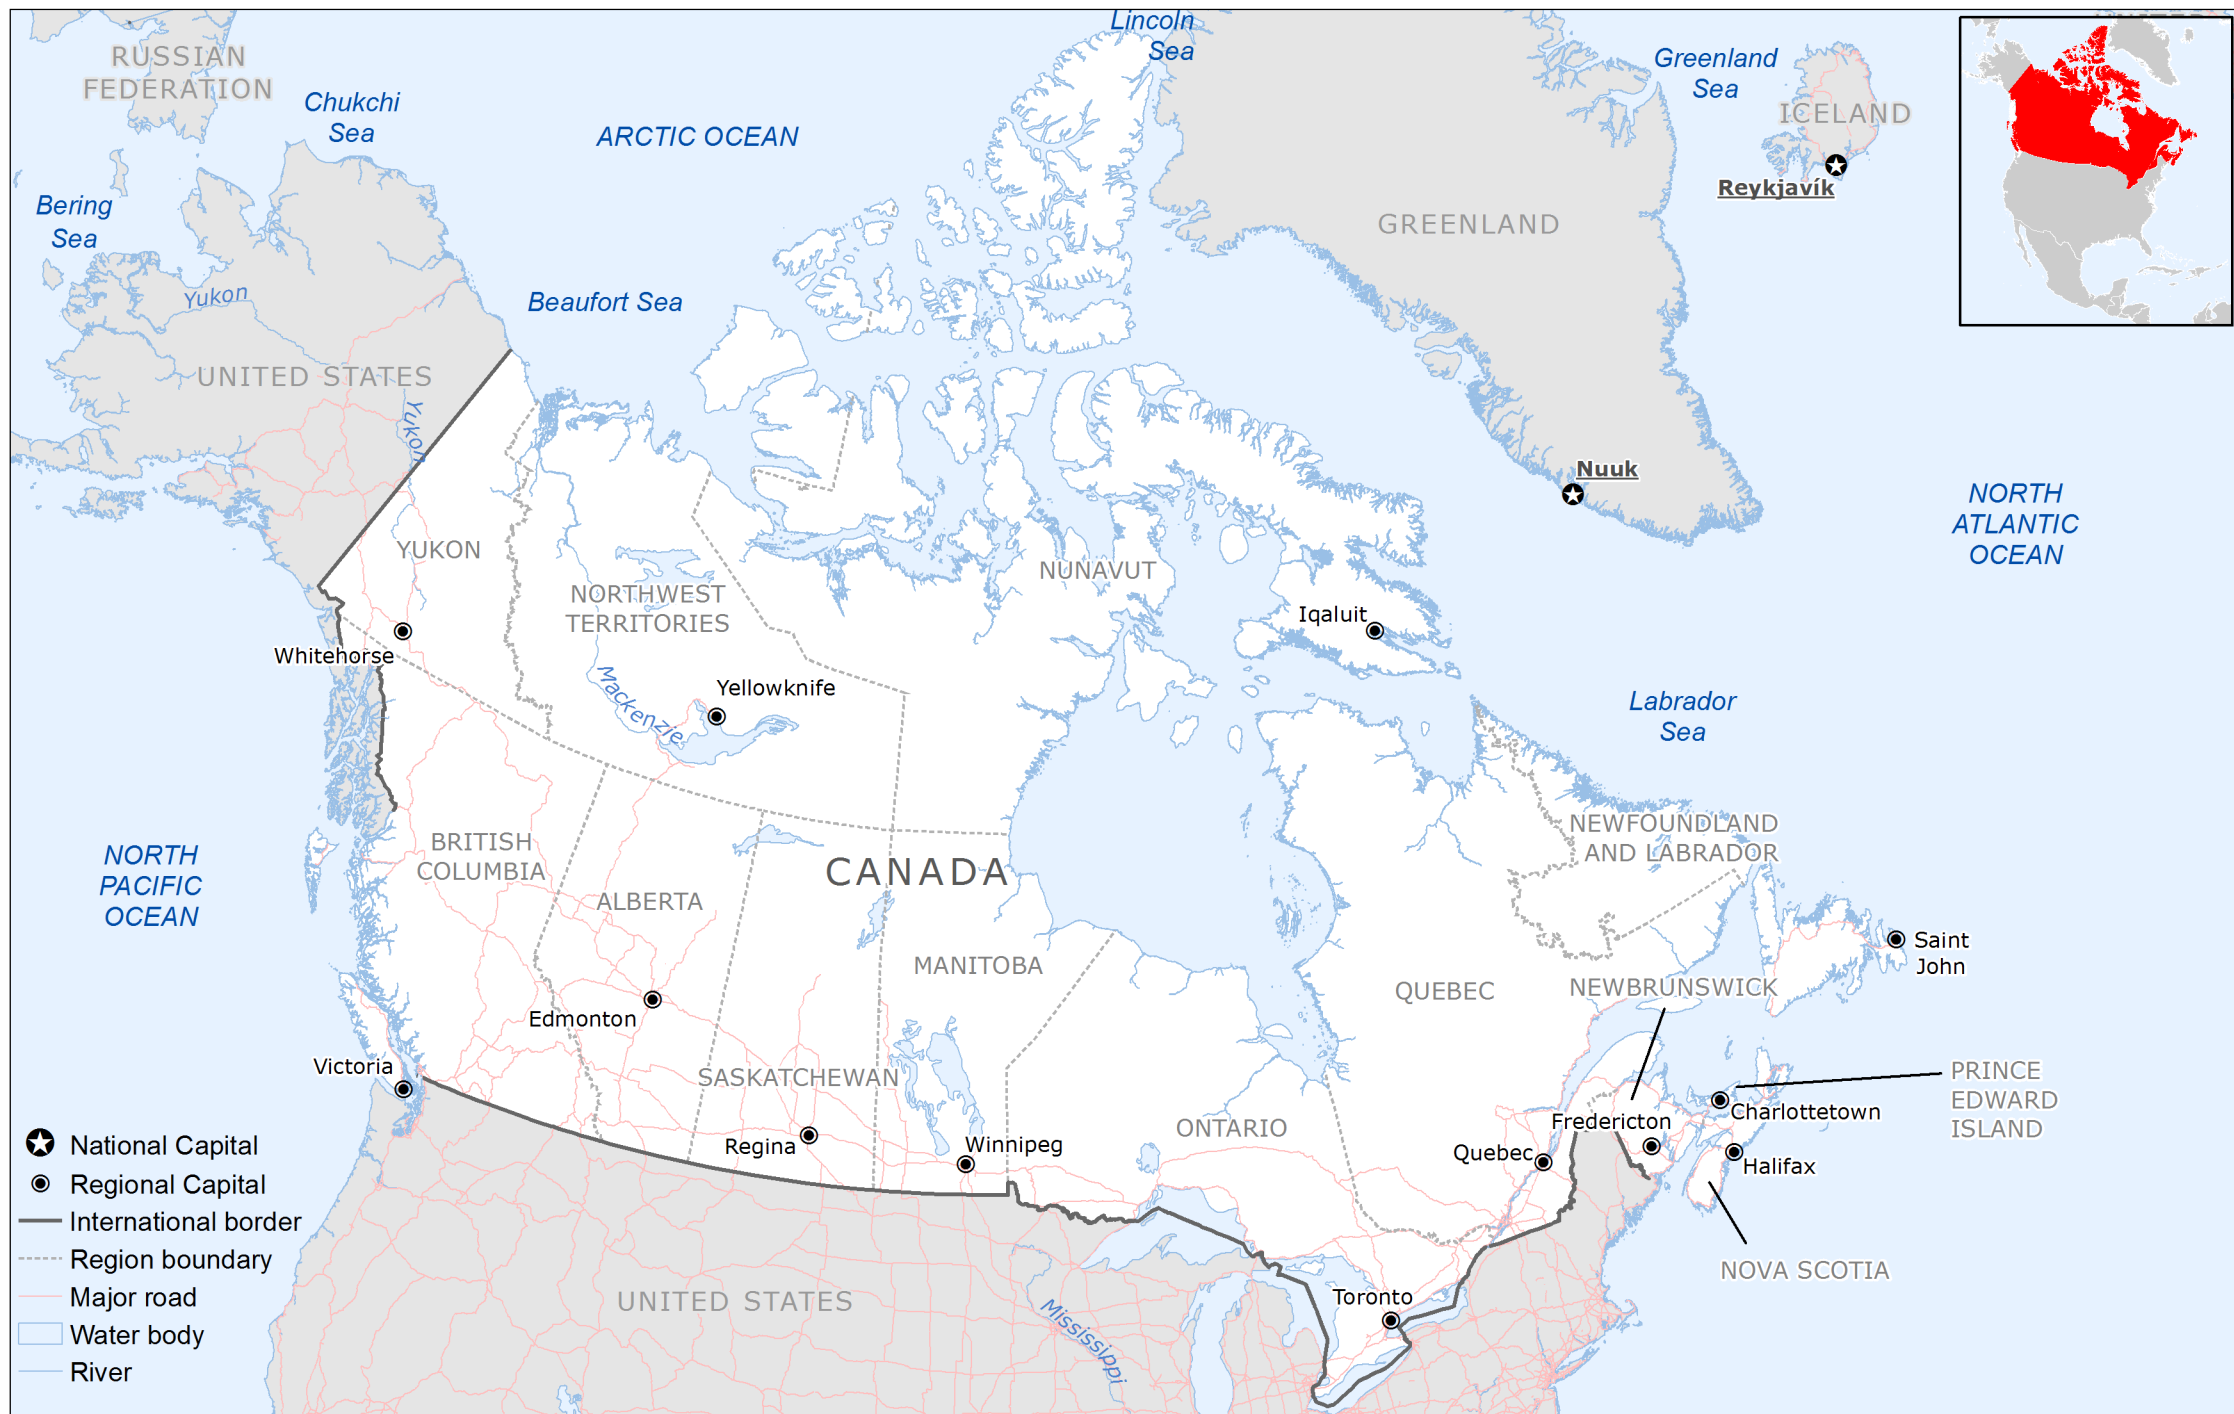 Lincoln
Sea
RUSSIAN
FEDERATION
Chukchi
Sea
ARCTIC OCEAN
Greenland
Sea
ICELAND
Reykjavík
Bering
Sea
GREENLAND
Yukon
Beaufort Sea
UNITED STATES
Yukon
Nuuk
NORTH
ATLANTIC
OCEAN
YUKON
NORTHWEST
TERRITORIES
NUNAVUT
Iqaluit
Whitehorse
Mackenzie
Yellowknife
Labrador
Sea
NORTH
PACIFIC
OCEAN
BRITISH
COLUMBIA
ALBERTA
CANADA
NEWFOUNDLAND
AND LABRADOR
MANITOBA
QUEBEC
NEWBRUNSWICK
Saint
John
Edmonton
Victoria
SASKATCHEWAN
PRINCE
EDWARD
ISLAND
Charlottetown
Fredericton
ONTARIO
Regina
Winnipeg
Quebec
Halifax
NOVA SCOTIA
Toronto
UNITED STATES
Mississippi
National Capital
Regional Capital
International border
Region boundary
Major road
Water body
River